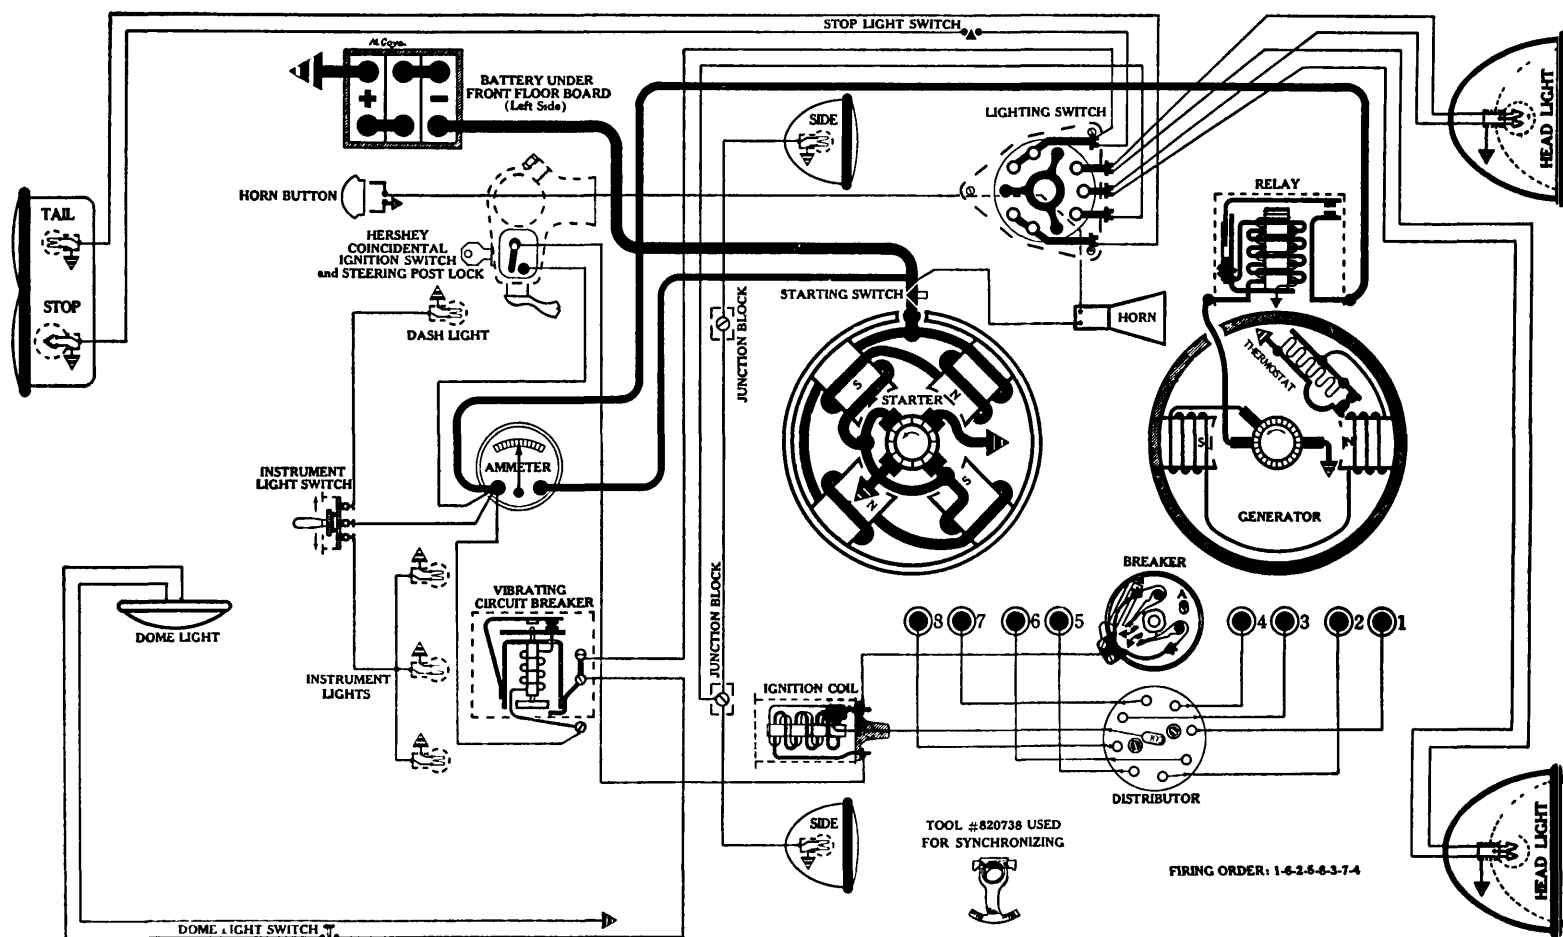 STOP LIGHT SWITCH
BATTERY UNDER
FRONT FLOOR BOARD
(Left Side)
+
−
SIDE
LIGHTING SWITCH
HEAD LIGHT
RELAY
HORN BUTTON
TAIL
HERSHEY
COINCIDENTAL
IGNITION SWITCH
and STEERING POST LOCK
STOP
DASH LIGHT
STARTING SWITCH
HORN
JUNCTION BLOCK
THERMOSTAT
S
N
STARTER
S
N
S
N
AMMETER
INSTRUMENT
LIGHT SWITCH
GENERATOR
BREAKER
A
VIBRATING
CIRCUIT BREAKER
JUNCTION BLOCK
8 7 6 5 4 3 2 1
DOME LIGHT
INSTRUMENT
LIGHTS
IGNITION COIL
DISTRIBUTOR
SIDE
TOOL #820738 USED
FOR SYNCHRONIZING
HEAD LIGHT
FIRING ORDER: 1-6-2-5-8-3-7-4
DOME LIGHT SWITCH